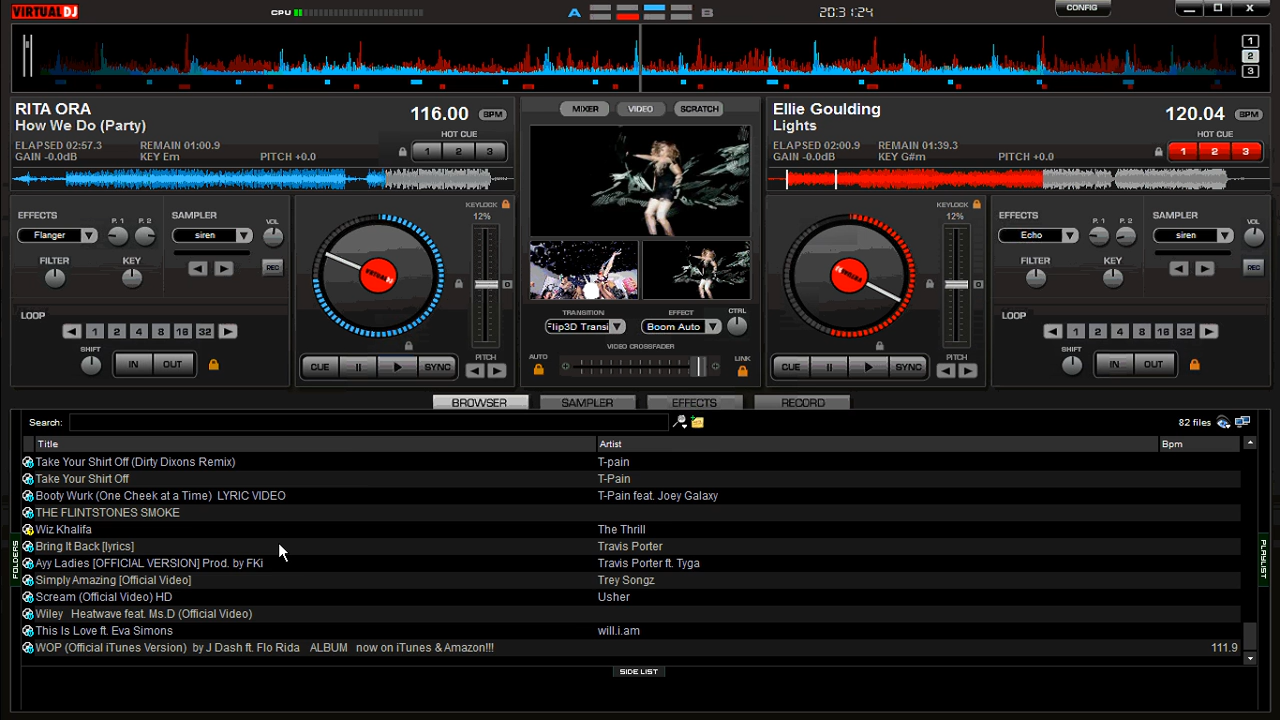 VIRTUAL DJ
CPU
A
B
20:31:24
CONFIG
1
2
3
RITA ORA
How We Do (Party)
116.00 BPM
HOT CUE
ELAPSED 02:57.3 REMAIN 01:00.9
GAIN -0.0dB KEY Em PITCH +0.0
1 2 3
MIXER VIDEO SCRATCH
Ellie Goulding
Lights
120.04 BPM
HOT CUE
ELAPSED 02:00.9 REMAIN 01:39.3
GAIN -0.0dB KEY G#m PITCH +0.0
1 2 3
EFFECTS P. 1 P. 2 SAMPLER VOL
Flanger siren
FILTER KEY REC
LOOP
1 2 4 8 16 32
SHIFT IN OUT
KEYLOCK
12%
VIRTUAL DJ
CUE SYNC PITCH
TRANSITION EFFECT CTRL
Flip3D Transi Boom Auto
VIDEO CROSSFADER
AUTO LINK
KEYLOCK
12%
CUE SYNC PITCH
EFFECTS P. 1 P. 2 SAMPLER VOL
Echo siren
FILTER KEY REC
LOOP
1 2 4 8 16 32
SHIFT IN OUT
BROWSER SAMPLER EFFECTS RECORD
Search: 82 files
Title Artist Bpm
Take Your Shirt Off (Dirty Dixons Remix) T-pain
Take Your Shirt Off T-Pain
Booty Wurk (One Cheek at a Time) LYRIC VIDEO T-Pain feat. Joey Galaxy
THE FLINTSTONES SMOKE
Wiz Khalifa The Thrill
Bring It Back [lyrics] Travis Porter
Ayy Ladies [OFFICIAL VERSION] Prod. by FKi Travis Porter ft. Tyga
Simply Amazing [Official Video] Trey Songz
Scream (Official Video) HD Usher
Wiley Heatwave feat. Ms.D (Official Video)
This Is Love ft. Eva Simons will.i.am
WOP (Official iTunes Version) by J Dash ft. Flo Rida ALBUM now on iTunes & Amazon!!! 111.9
FOLDERS
PLAYLIST
SIDE LIST